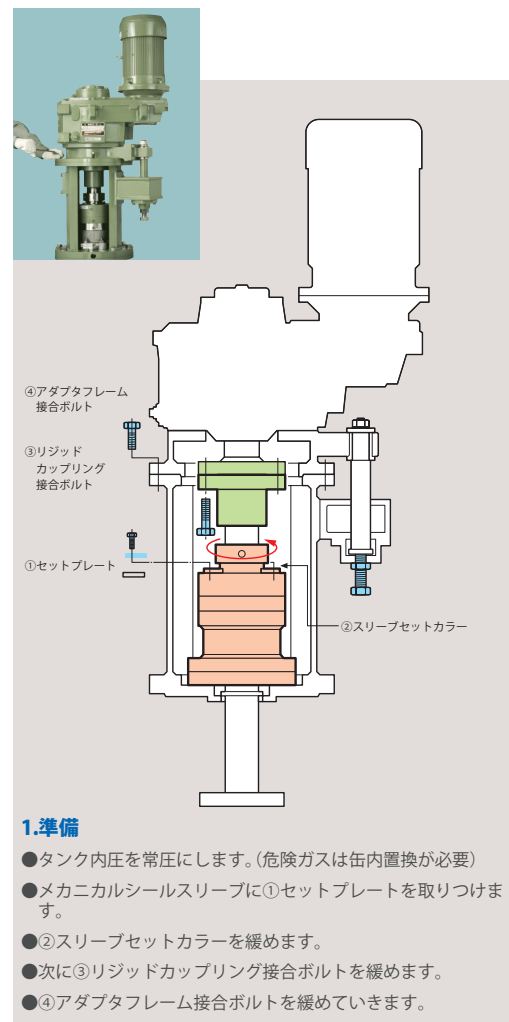 ④アダプタフレーム
接合ボルト
③リジッド
カップリング
接合ボルト
①セットプレート
②スリーブセットカラー
1.準備
●タンク内圧を常圧にします。(危険ガスは缶内置換が必要)
●メカニカルシールスリーブに①セットプレートを取りつけま
す。
●②スリーブセットカラーを緩めます。
●次に③リジッドカップリング接合ボルトを緩めます。
●④アダプタフレーム接合ボルトを緩めていきます。